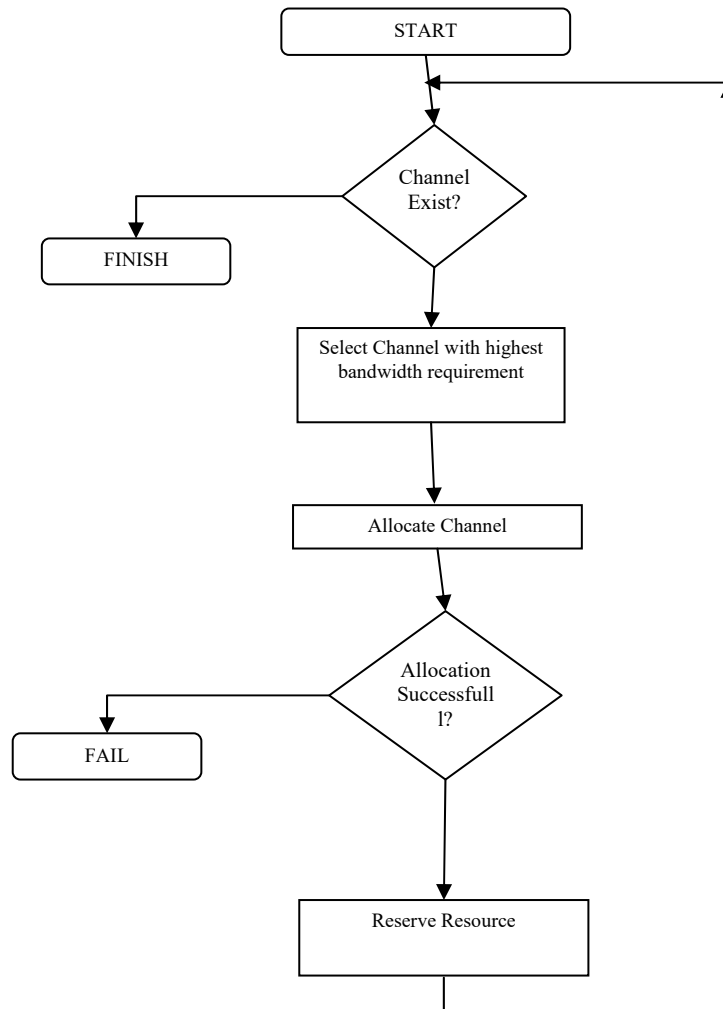 START
Channel
Exist?
FINISH
Select Channel with highest
bandwidth requirement
Allocate Channel
Allocation
Successfull
l?
FAIL
Reserve Resource